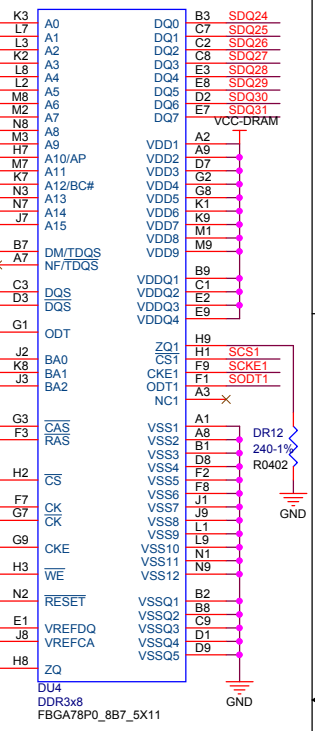 K3 A0 DQ0 B3 SDQ24
L7 A1 DQ1 C7 SDQ25
L3 A2 DQ2 C2 SDQ26
K2 A3 DQ3 C8 SDQ27
L8 A4 DQ4 E3 SDQ28
L2 A5 DQ5 E8 SDQ29
M8 A6 DQ6 D2 SDQ30
M2 A7 DQ7 E7 SDQ31
N8 A8 VCC-DRAM
M3 A9 VDD1 A2
H7 A10/AP VDD2 A9
M7 A11 VDD3 D7
K7 A12/BC# VDD4 G2
N3 A13 VDD5 G8
N7 A14 VDD6 K1
J7 A15 VDD7 K9
VDD8 M1
B7 DM/TDQS VDD9 M9
A7 NF/TDQS
VDDQ1 B9
C3 DQS VDDQ2 C1
D3 DQS VDDQ3 E2
VDDQ4 E9
G1 ODT
ZQ1 H9
J2 BA0 CS1 H1 SCS1
K8 BA1 CKE1 F9 SCKE1
J3 BA2 ODT1 F1 SODT1
NC1 A3
G3 CAS VSS1 A1
F3 RAS VSS2 A8
VSS3 B1
VSS4 D8
H2 CS VSS5 F2
VSS6 F8
F7 CK VSS7 J1
G7 CK VSS8 J9
VSS9 L1
G9 CKE VSS10 L9
VSS11 N1
H3 WE VSS12 N9
N2 RESET VSSQ1 B2
VSSQ2 B8
E1 VREFDQ VSSQ3 C9
J8 VREFCA VSSQ4 D1
VSSQ5 D9
H8 ZQ
DR12
240-1%
R0402
GND
GND
DU4
DDR3x8
FBGA78P0_8B7_5X11